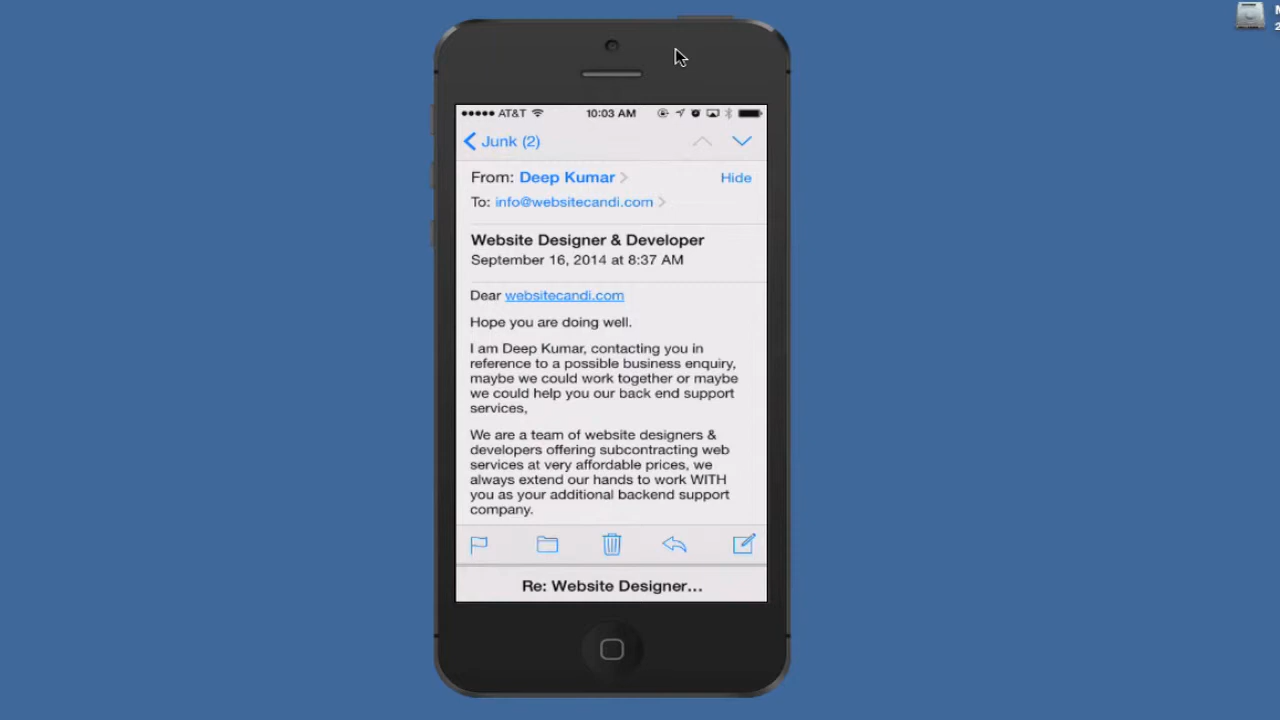 AT&T 10:03 AM
Junk (2)
From: Deep Kumar Hide
To: info@websitecandi.com
Website Designer & Developer
September 16, 2014 at 8:37 AM
Dear websitecandi.com
Hope you are doing well.
I am Deep Kumar, contacting you in
reference to a possible business enquiry,
maybe we could work together or maybe
we could help you our back end support
services,
We are a team of website designers &
developers offering subcontracting web
services at very affordable prices, we
always extend our hands to work WITH
you as your additional backend support
company.
Re: Website Designer...